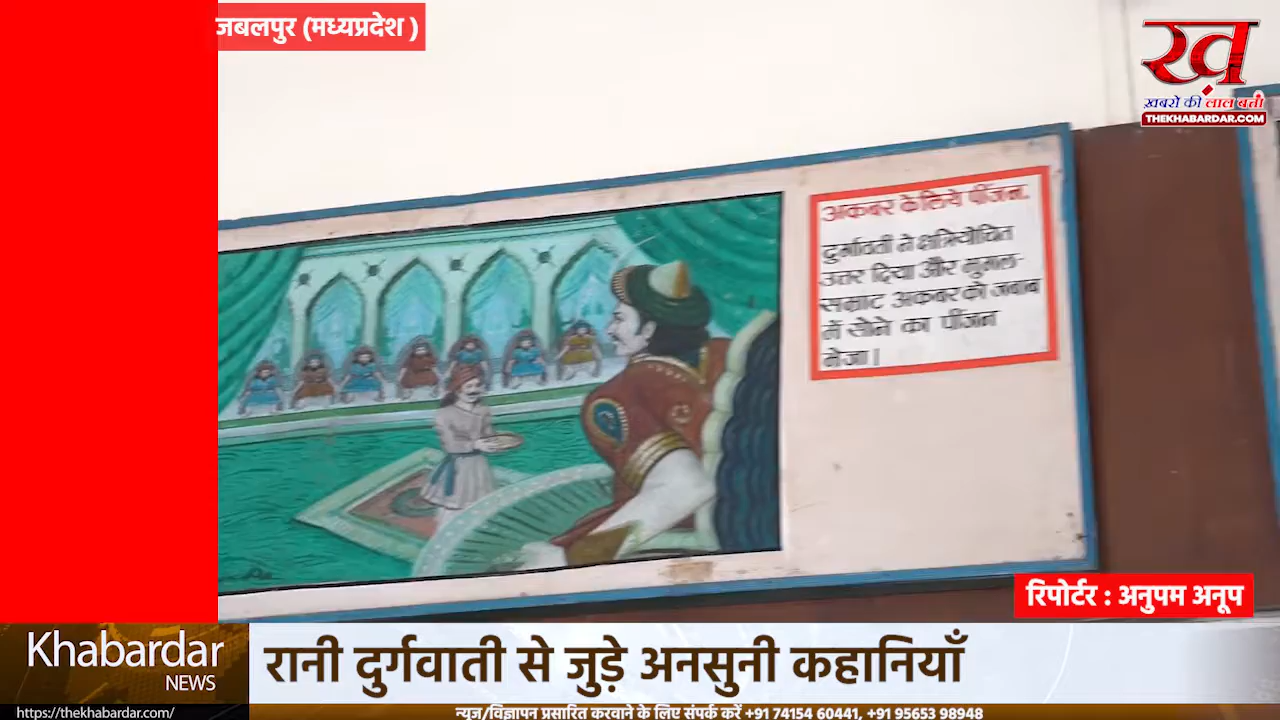 जबलपुर (मध्यप्रदेश )
ख़
ख़बरों की लाल बत्ती
THEKHABARDAR.COM
अकबर के लिये पींजन.
दुर्गावती ने क्षत्रियोचित
उत्तर दिया और मुगल-
सम्राट अकबर को जवाब
में सोने का पींजन
भेजा।
रिपोर्टर : अनुपम अनूप
Khabardar
NEWS
रानी दुर्गवाती से जुड़े अनसुनी कहानियाँ
https://thekhabardar.com/
न्यूज/विज्ञापन प्रसारित करवाने के लिए संपर्क करें +91 74154 60441, +91 95653 98948